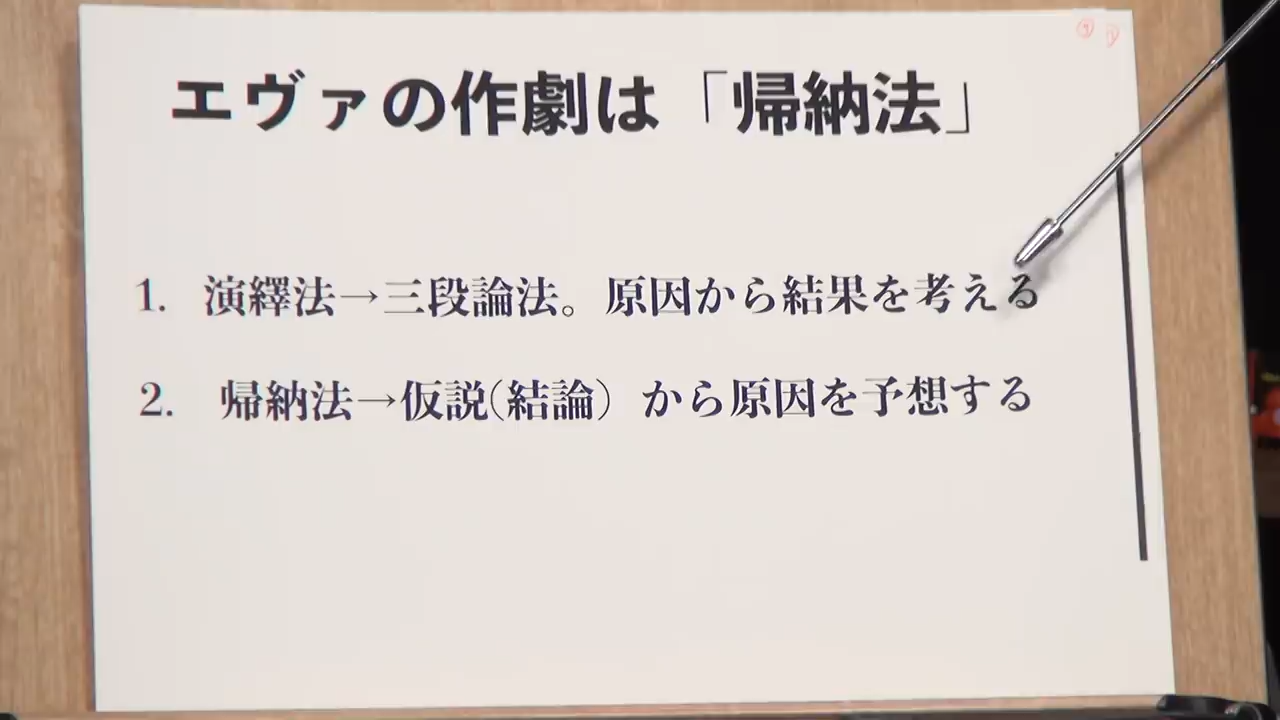 エヴァの作劇は「帰納法」
1. 演繹法→三段論法。原因から結果を考える
2. 帰納法→仮説(結論）から原因を予想する